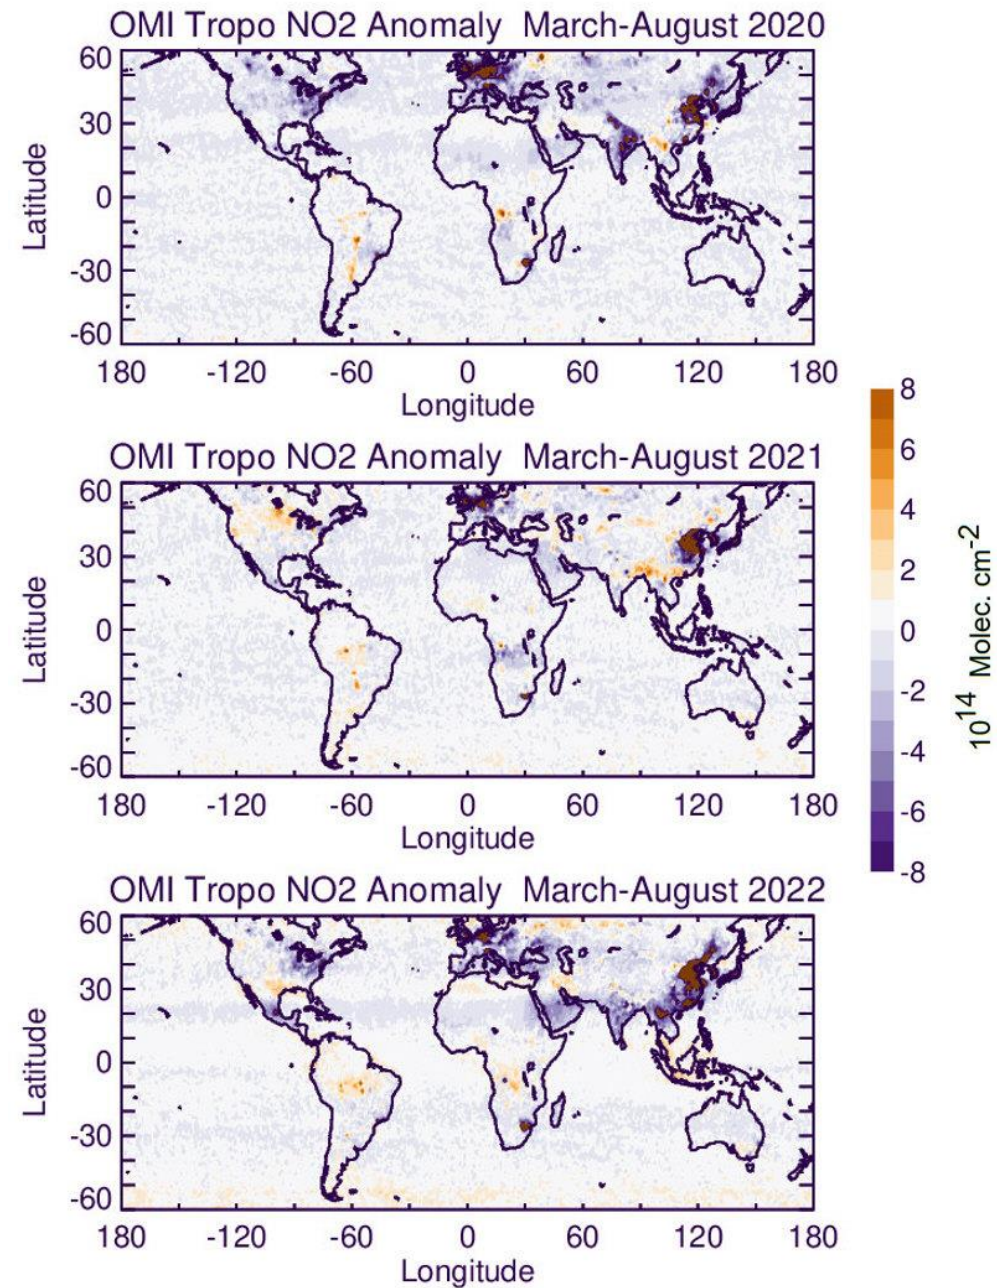 OMI Tropo NO2 Anomaly March-August 2020
60
30
0
-30
-60
Latitude
180 -120 -60 0 60 120 180
Longitude
OMI Tropo NO2 Anomaly March-August 2021
60
30
0
-30
-60
Latitude
180 -120 -60 0 60 120 180
Longitude
8
6
4
2
0
-2
-4
-6
-8
10^14 Molec. cm^-2
OMI Tropo NO2 Anomaly March-August 2022
60
30
0
-30
-60
Latitude
180 -120 -60 0 60 120 180
Longitude